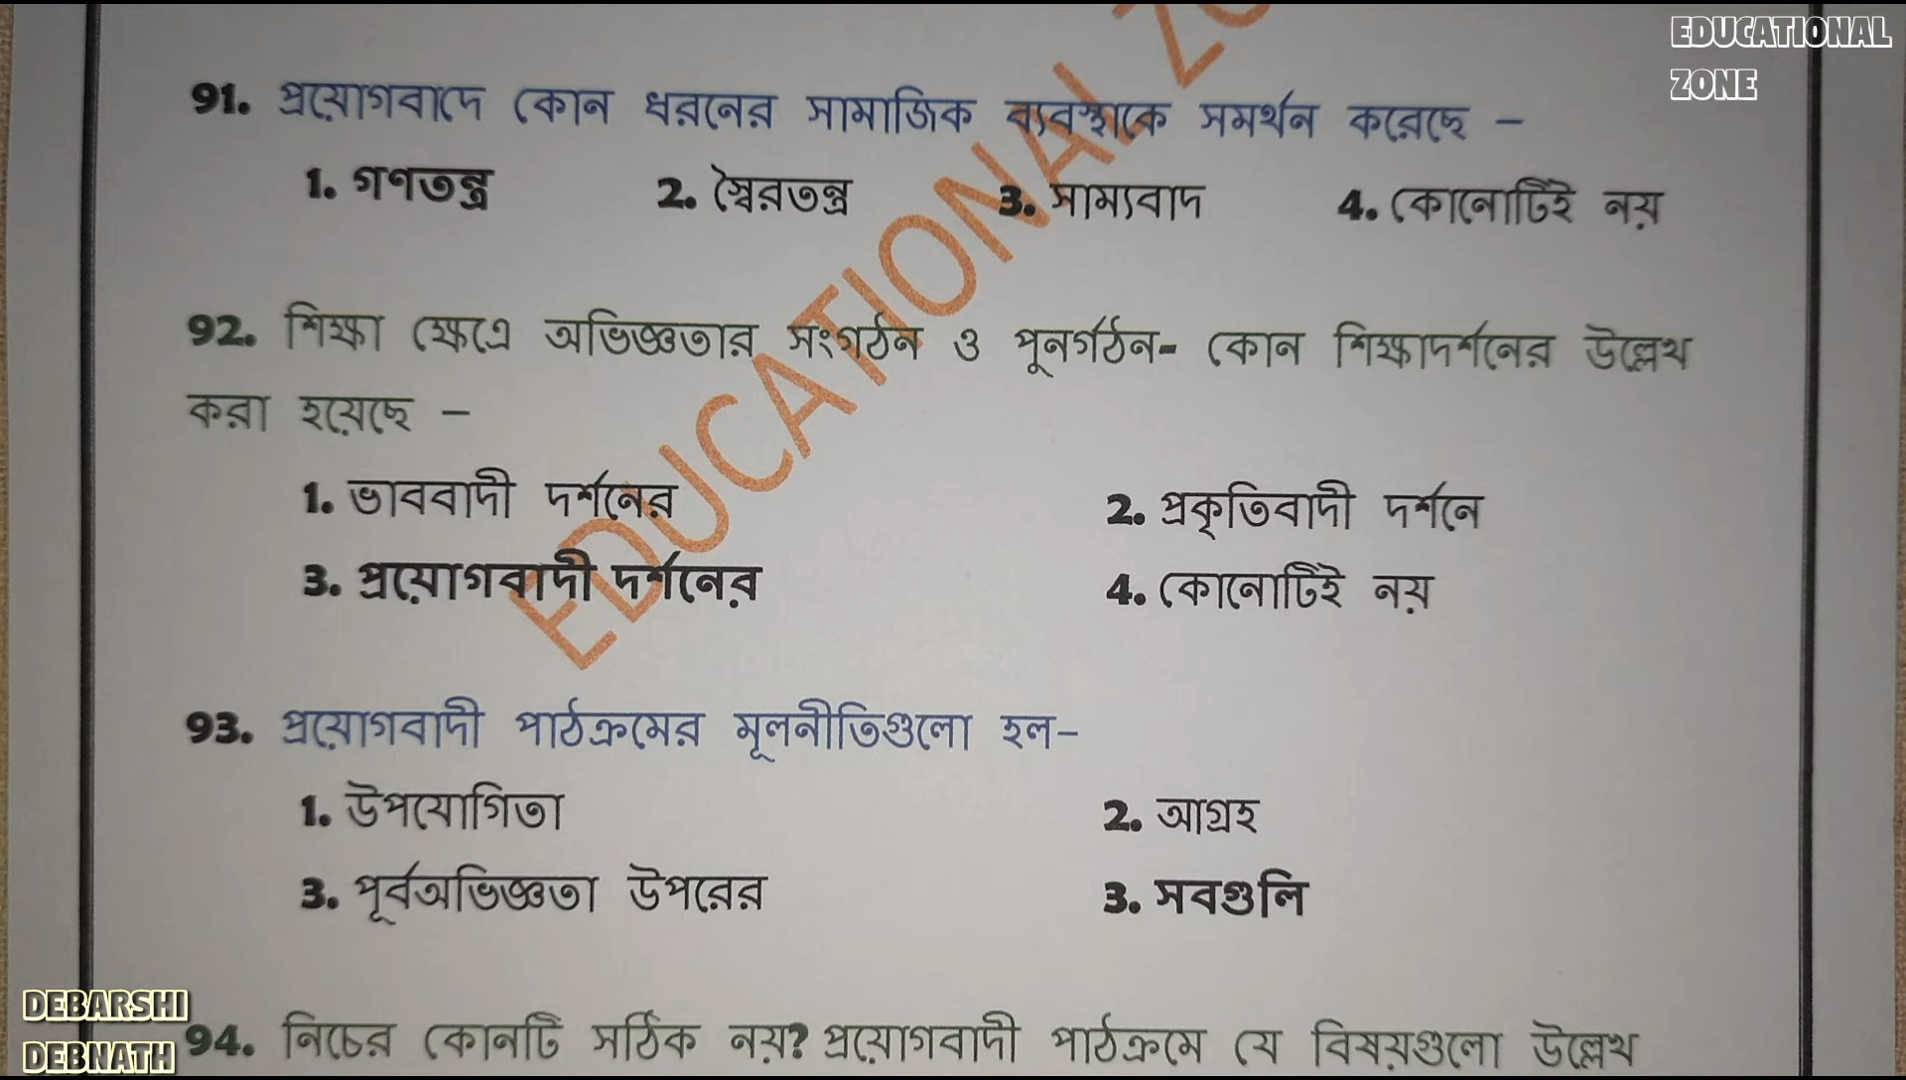 EDUCATIONAL
ZONE
91. প্রয়োগবাদে কোন ধরনের সামাজিক ব্যবস্থাকে সমর্থন করেছে –
1. গণতন্ত্র 2. স্বৈরতন্ত্র 3. সাম্যবাদ 4. কোনোটিই নয়
92. শিক্ষা ক্ষেত্রে অভিজ্ঞতার সংগঠন ও পুনর্গঠন- কোন শিক্ষাদর্শনের উল্লেখ
করা হয়েছে –
1. ভাববাদী দর্শনের 2. প্রকৃতিবাদী দর্শনে
3. প্রয়োগবাদী দর্শনের 4. কোনোটিই নয়
93. প্রয়োগবাদী পাঠক্রমের মূলনীতিগুলো হল-
1. উপযোগিতা 2. আগ্রহ
3. পূর্বঅভিজ্ঞতা উপরের 3. সবগুলি
94. নিচের কোনটি সঠিক নয়? প্রয়োগবাদী পাঠক্রমে যে বিষয়গুলো উল্লেখ
EDUCATIONAL ZO
DEBARSHI
DEBNATH